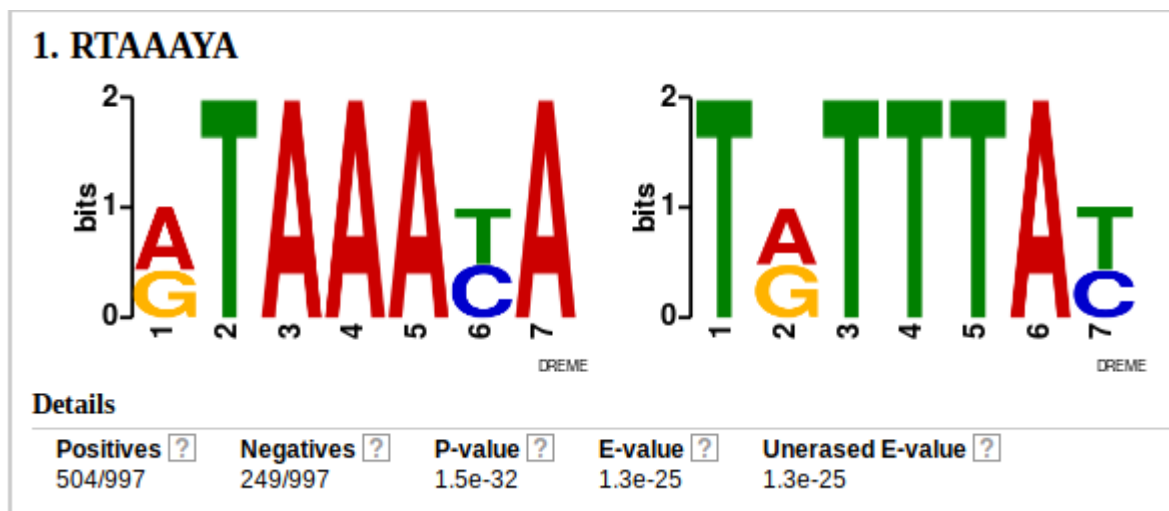 1. RTAAAYA
2 2
bits bits
1 1
0 0
A G T A A A T C A T A G T T T A T C
1 2 3 4 5 6 7 1 2 3 4 5 6 7
DREME DREME
Details
Positives ? Negatives ? P-value ? E-value ? Unerased E-value ?
504/997 249/997 1.5e-32 1.3e-25 1.3e-25